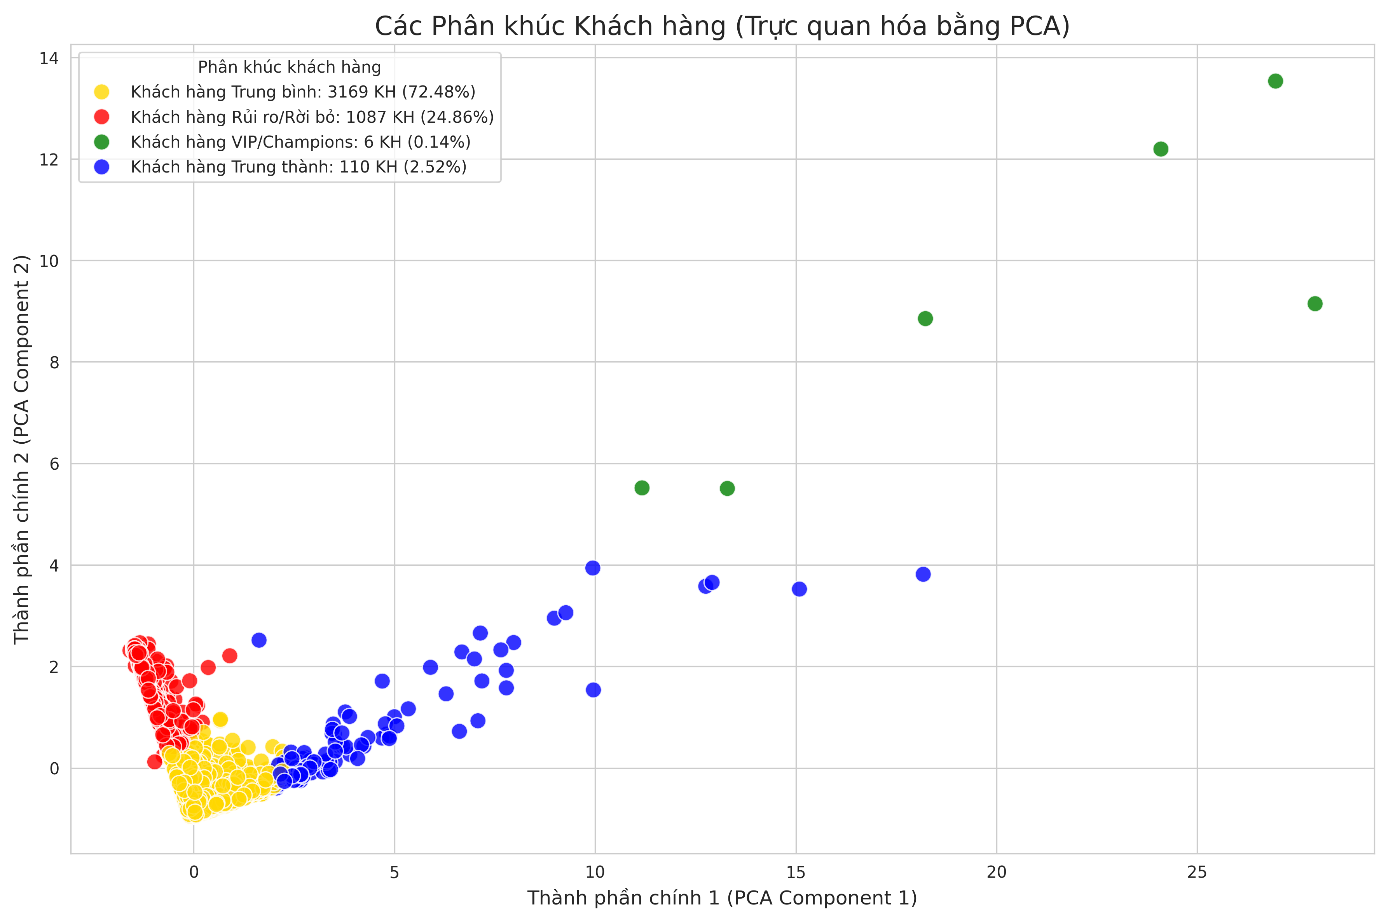 Các Phân khúc Khách hàng (Trực quan hóa bằng PCA)
Phân khúc khách hàng
Khách hàng Trung bình: 3169 KH (72.48%)
Khách hàng Rủi ro/Rời bỏ: 1087 KH (24.86%)
Khách hàng VIP/Champions: 6 KH (0.14%)
Khách hàng Trung thành: 110 KH (2.52%)
Thành phần chính 2 (PCA Component 2)
14
12
10
8
6
4
2
0
0
5
10
15
20
25
Thành phần chính 1 (PCA Component 1)